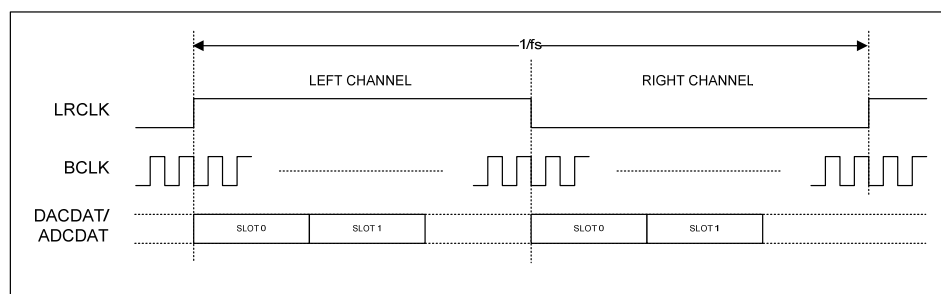 1/fs
LEFT CHANNEL
RIGHT CHANNEL
LRCLK
BCLK
DACDAT/
ADCDAT
SLOT 0
SLOT 1
SLOT 0
SLOT 1